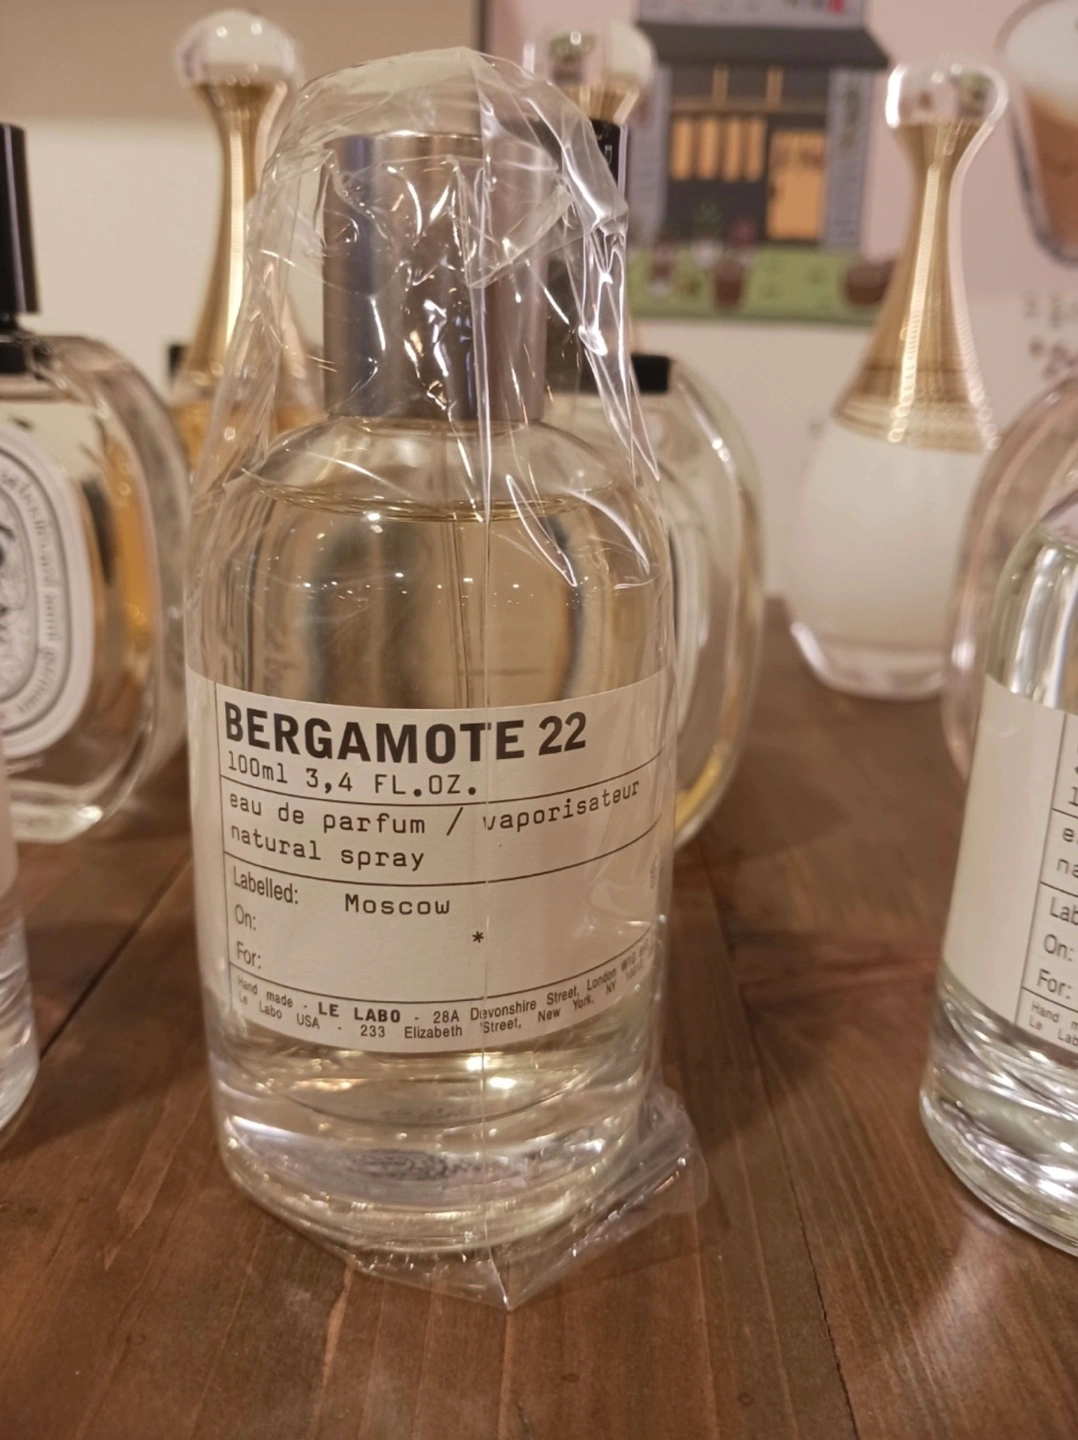 BERGAMOTE 22
100ml 3,4 FL.OZ.
eau de parfum / vaporisateur
natural spray
Labelled: Moscow
On:
*
For:
Hand made - LE LABO - 28A Devonshire Street, London
Le Labo USA - 233 Elizabeth Street, New York, NY
Lab
On:
For:
Hand m
Le Lab